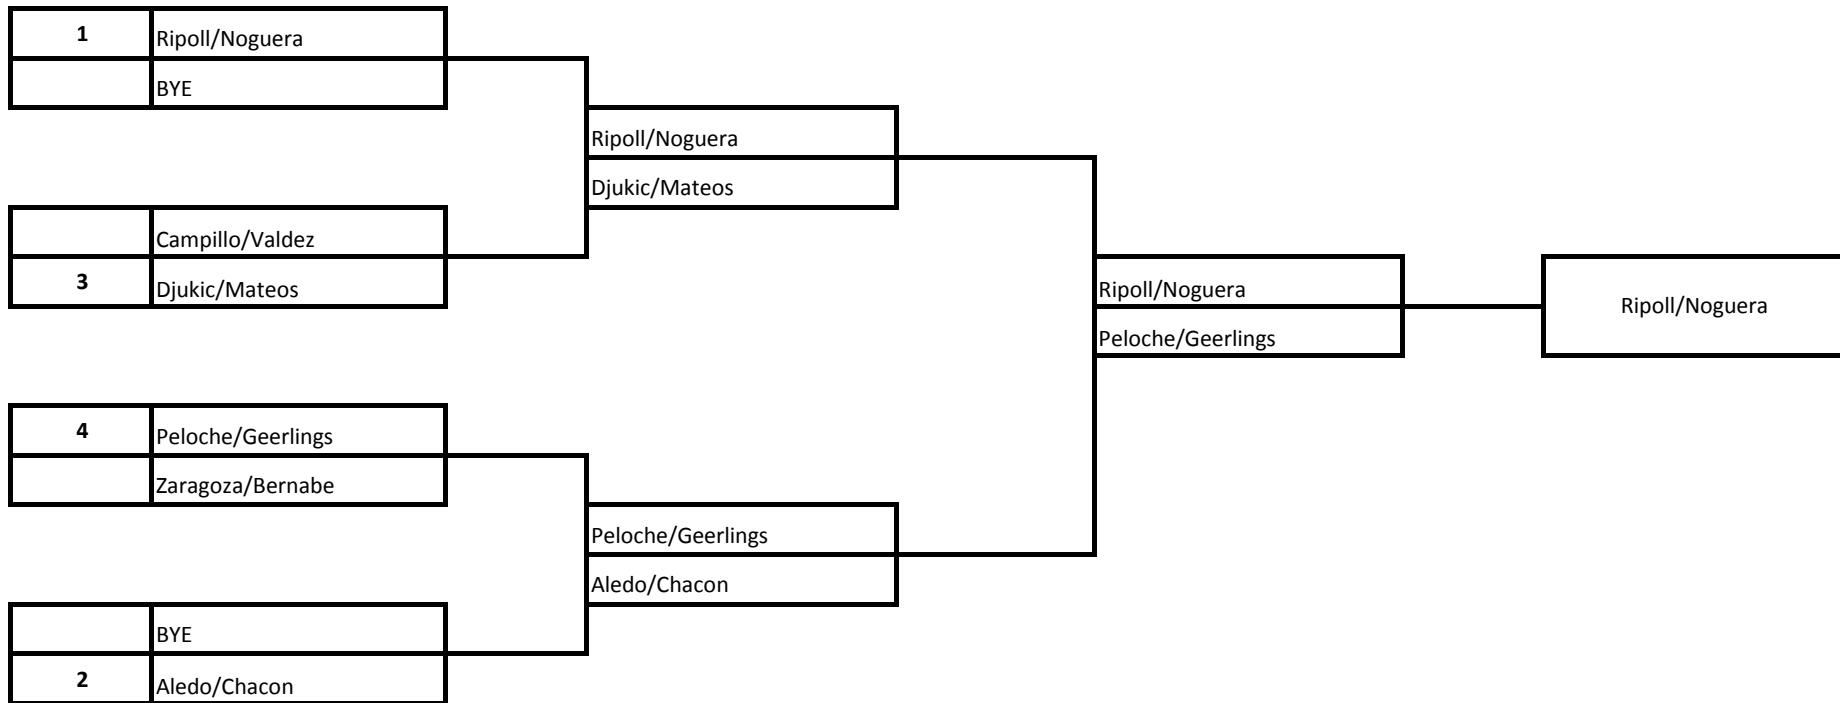 1 Ripoll/Noguera
BYE
Ripoll/Noguera
Djukic/Mateos
Campillo/Valdez
3 Djukic/Mateos
Ripoll/Noguera
Peloche/Geerlings
Ripoll/Noguera
4 Peloche/Geerlings
Zaragoza/Bernabe
Peloche/Geerlings
Aledo/Chacon
BYE
2 Aledo/Chacon